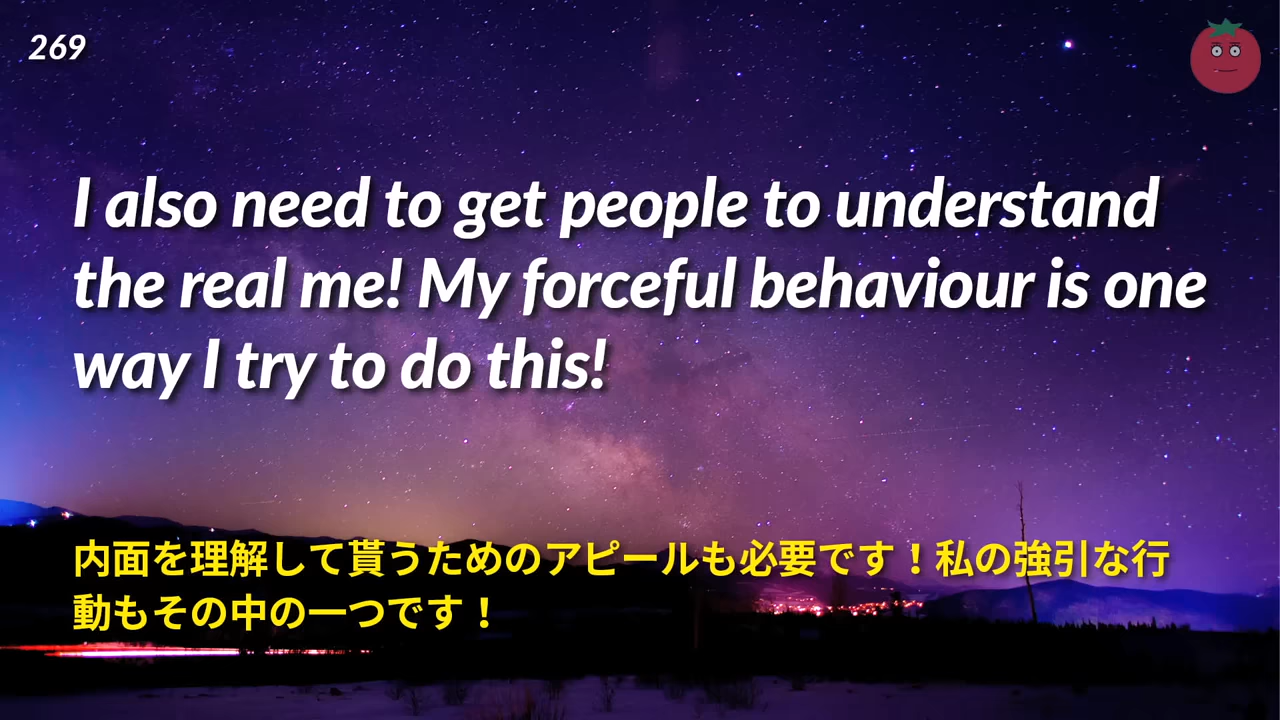 269
I also need to get people to understand
the real me! My forceful behaviour is one
way I try to do this!
内面を理解して貰うためのアピールも必要です！私の強引な行
動もその中の一つです！